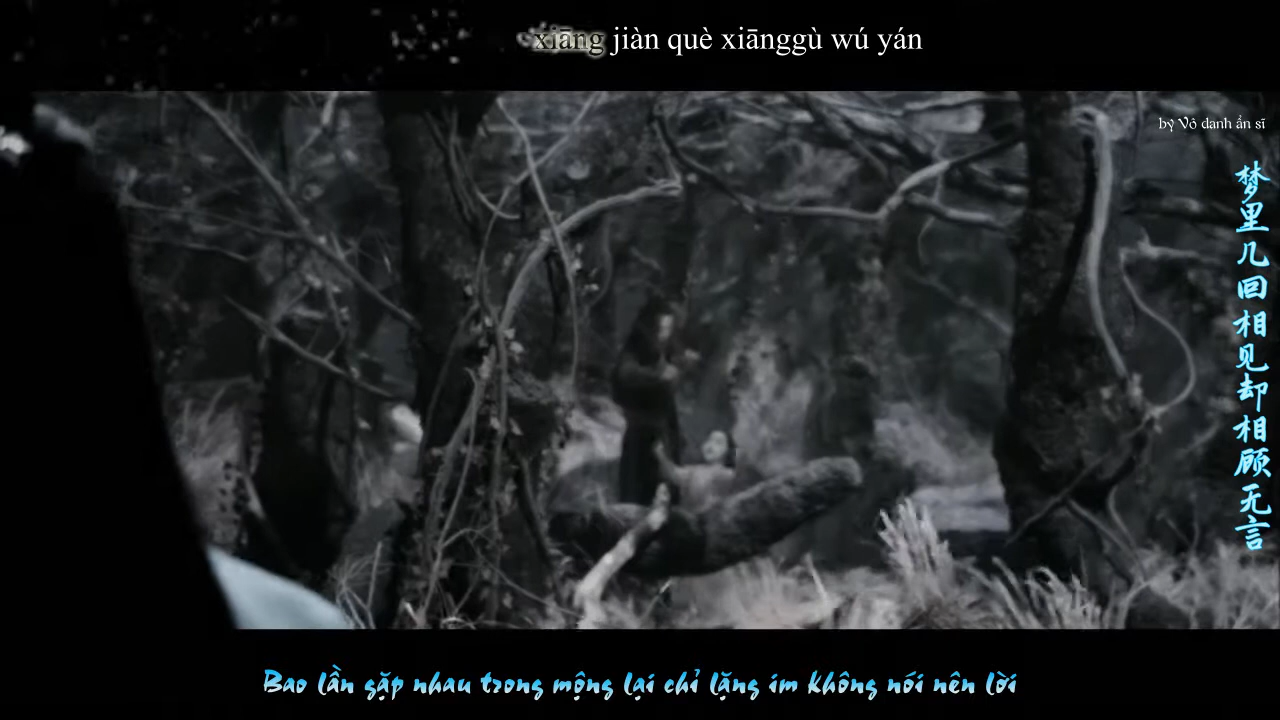 xiāng jiàn què xiānggù wú yán
by Vô danh ẩn sĩ
梦里几回相见却相顾无言
Bao lần gặp nhau trong mộng lại chỉ lặng im không nói nên lời